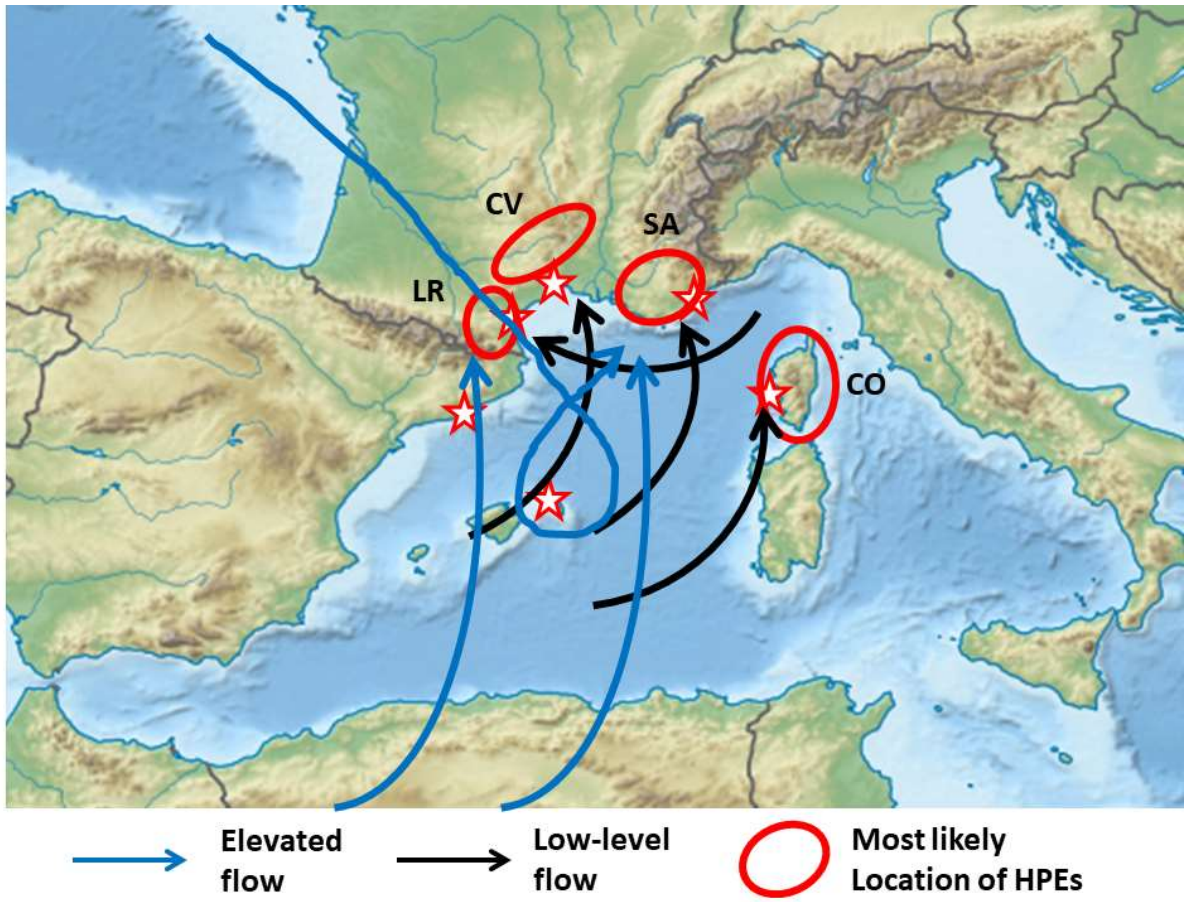 CV
SA
LR
CO
Elevated
flow
Low-level
flow
Most likely
Location of HPEs